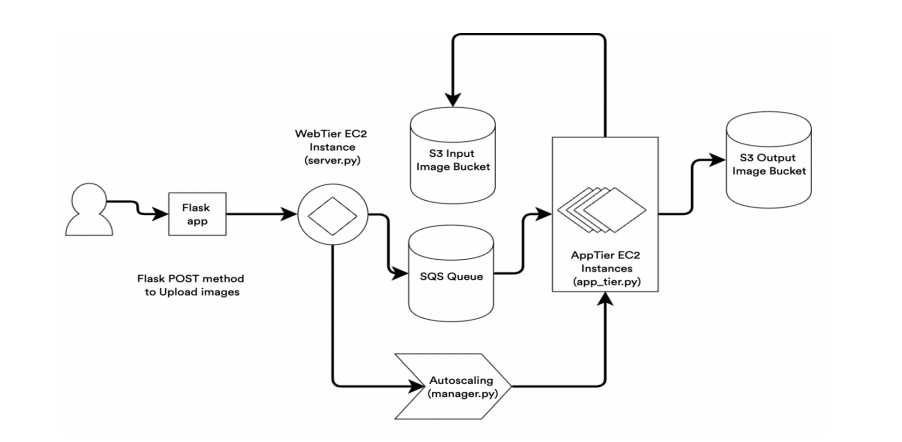 WebTier EC2
Instance
(server.py)
S3 Input
Image Bucket
S3 Output
Image Bucket
Flask
app
SQS Queue
AppTier EC2
Instances
(app_tier.py)
Flask POST method
to Upload images
Autoscaling
(manager.py)